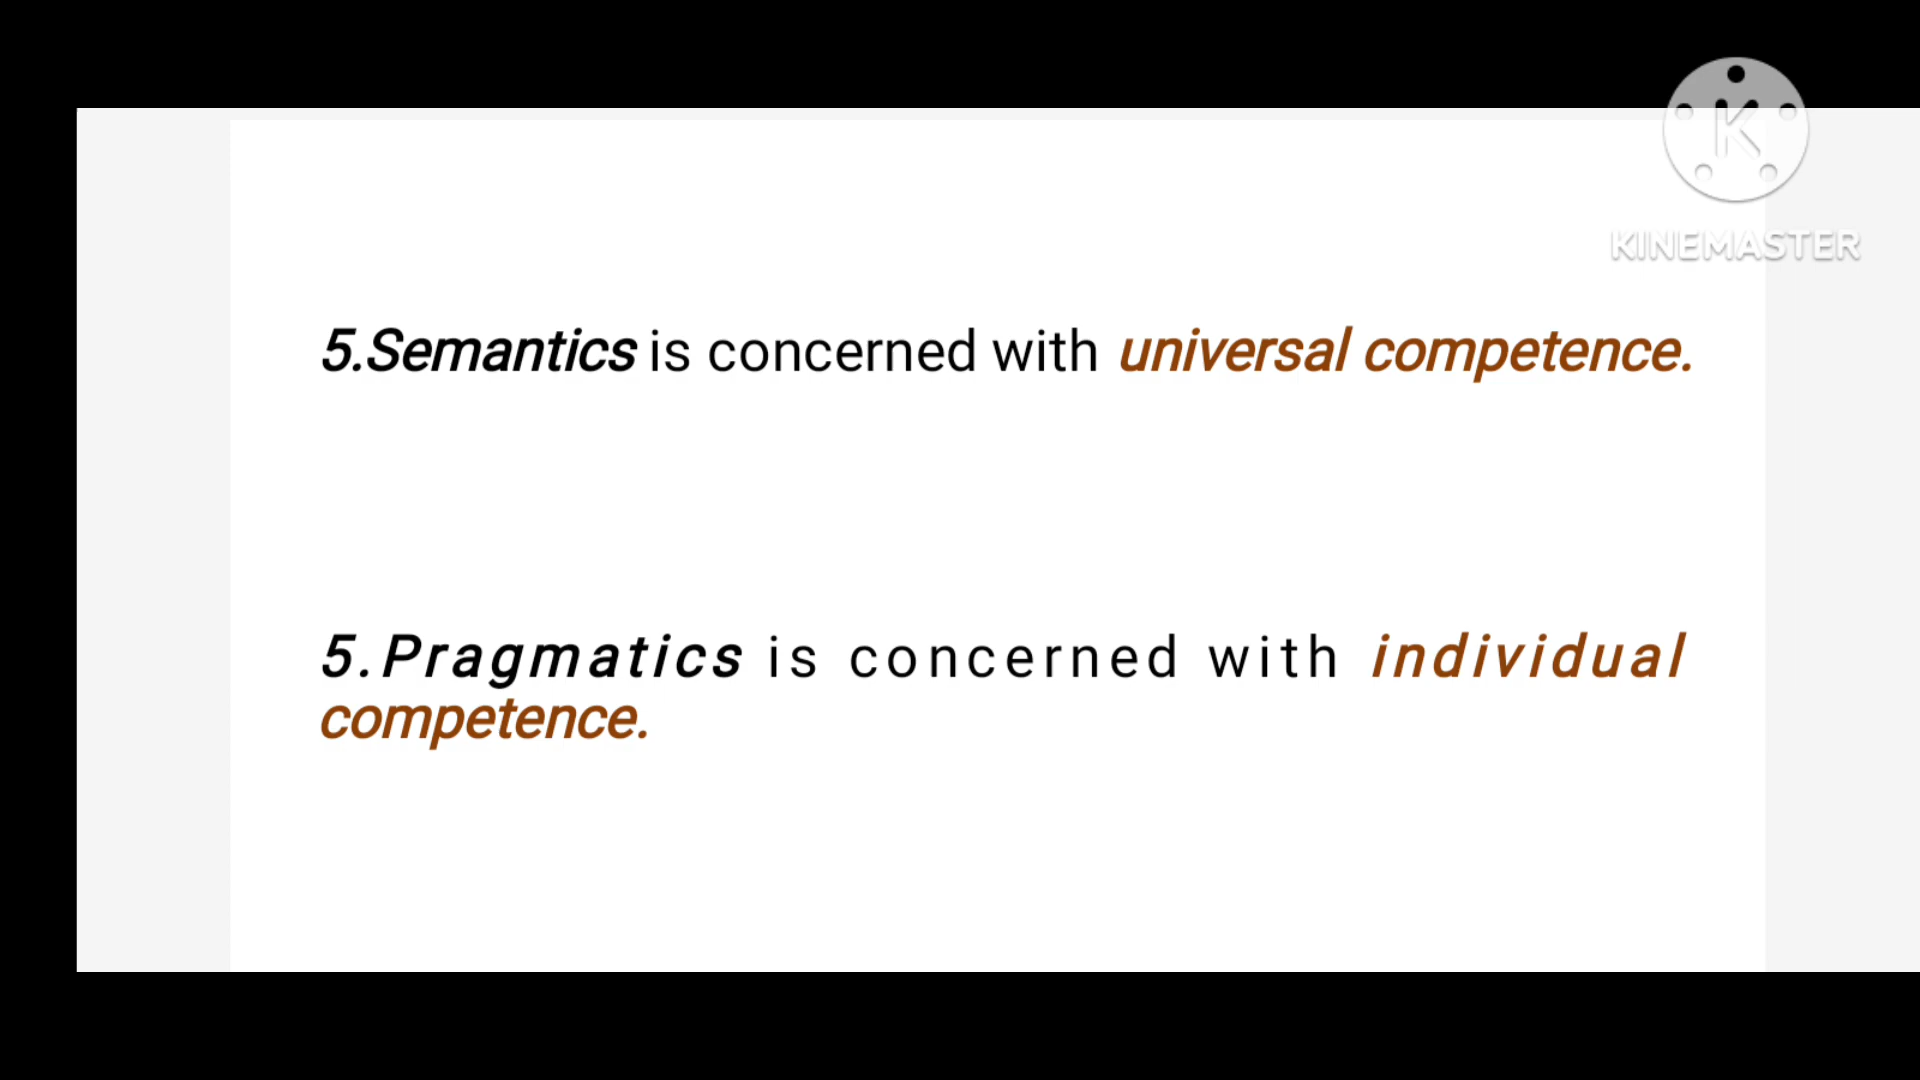 K
KINEMASTER
5.Semantics is concerned with universal competence.
5.Pragmatics is concerned with individual
competence.